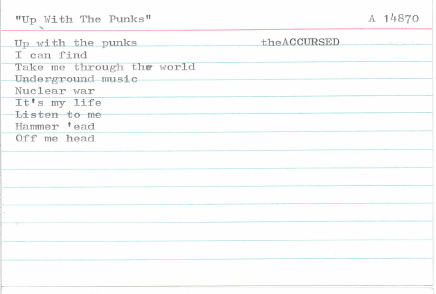 "Up With The Punks" A 14870
Up with the punks theACCURSED
I can find
Take me through the world
Underground music
Nuclear war
It's my life
Listen to me
Hammer 'ead
Off me head